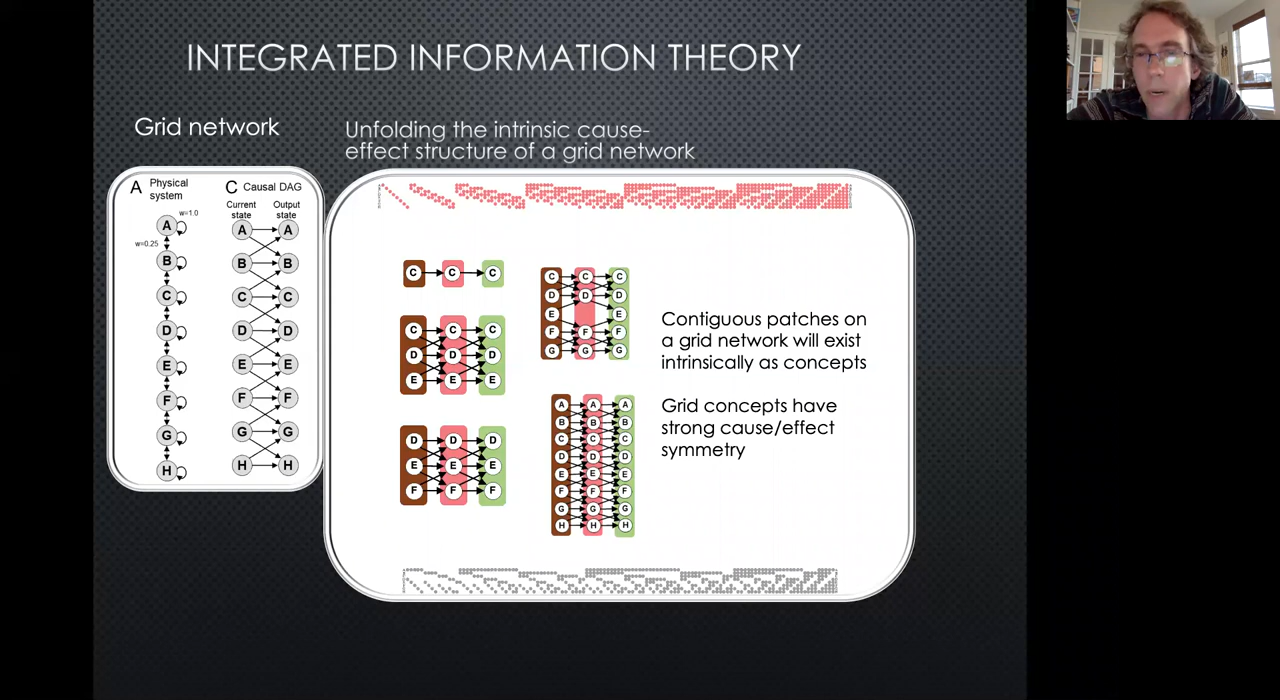 INTEGRATED INFORMATION THEORY
Grid network
Unfolding the intrinsic cause-
effect structure of a grid network
A Physical
system
w=1.0
w=0.25
A
B
C
D
E
F
G
H
C Causal DAG
Current
state
Output
state
A A
B B
C C
D D
E E
F F
G G
H H
C C C
C C C
D D D
E E E
D D D
E E E
F F F
C C C
D D D
E E
F F F
G G G
A A A
B B B
C C C
D D D
E E E
F F F
G G G
H H H
Contiguous patches on
a grid network will exist
intrinsically as concepts
Grid concepts have
strong cause/effect
symmetry